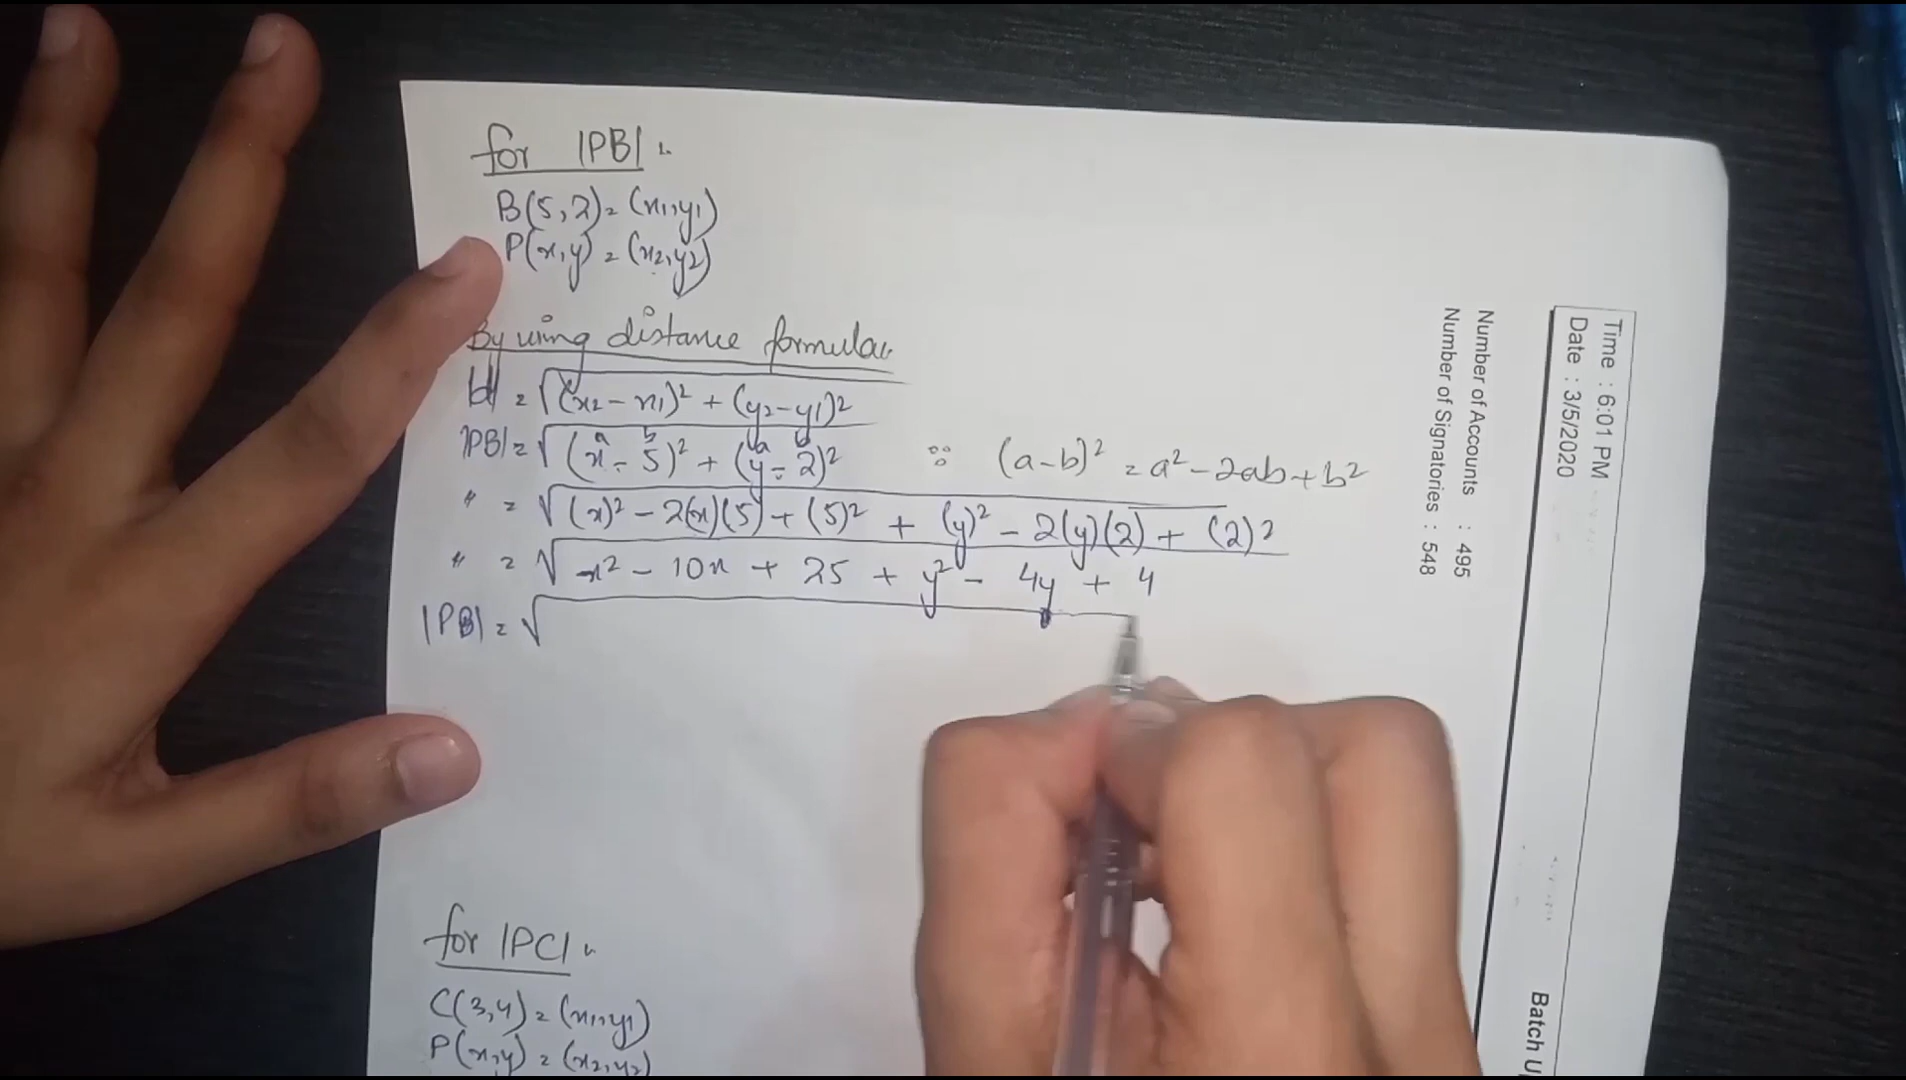 for |PB|:
B(5,2) = (x1,y1)
P(x,y) = (x2,y2)
By using distance formula:
d = √(x2 - x1)² + (y2 - y1)²
a b a b
|PB| = √(x - 5)² + (y - 2)² ∵ (a-b)² = a² - 2ab + b²
" = √(x)² - 2(x)(5) + (5)² + (y)² - 2(y)(2) + (2)²
" = √x² - 10x + 25 + y² - 4y + 4
|PB| = √
for |PC|:
C(3,4) = (x1,y1)
P(x,y) = (x2,y2)
Time : 6:01 PM
Date : 3/5/2020
Number of Accounts : 495
Number of Signatories : 548
Batch U